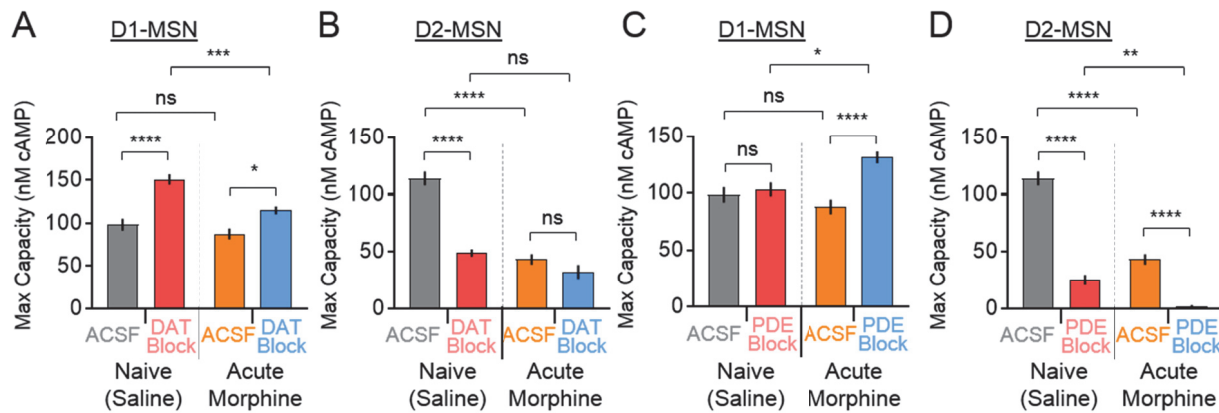 A
D1-MSN
***
ns
****
*
Max Capacity (nM cAMP)
200
150
100
50
0
ACSF
DAT
Block
ACSF
DAT
Block
Naive
(Saline)
Acute
Morphine
B
D2-MSN
ns
****
****
ns
Max Capacity (nM cAMP)
150
100
50
0
ACSF
DAT
Block
ACSF
DAT
Block
Naive
(Saline)
Acute
Morphine
C
D1-MSN
*
ns
****
ns
Max Capacity (nM cAMP)
150
100
50
0
ACSF
PDE
Block
ACSF
PDE
Block
Naive
(Saline)
Acute
Morphine
D
D2-MSN
**
****
****
****
Max Capacity (nM cAMP)
150
100
50
0
ACSF
PDE
Block
ACSF
PDE
Block
Naive
(Saline)
Acute
Morphine